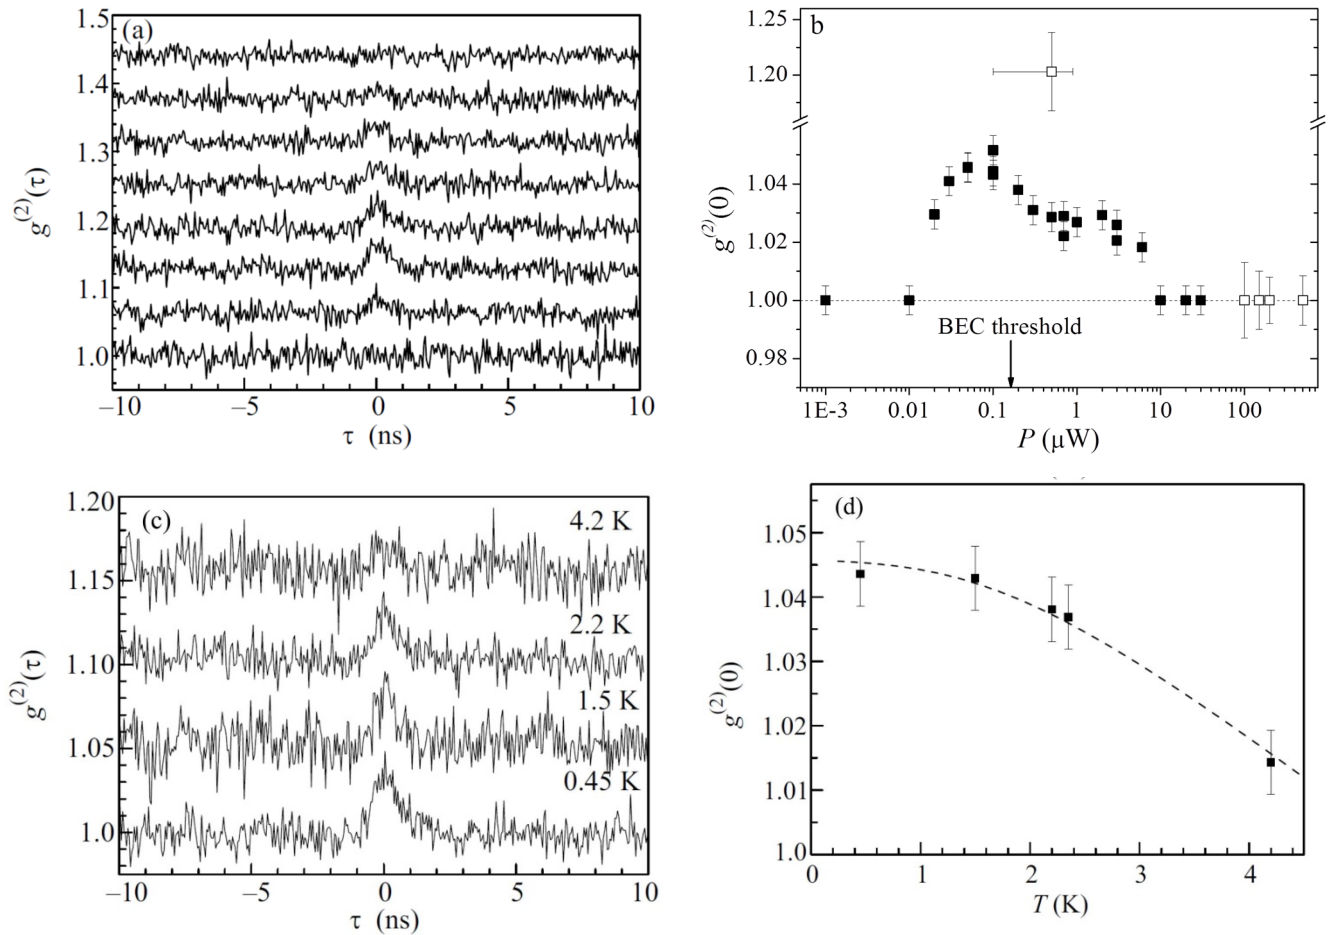 (a)
1.5
1.4
1.3
1.2
1.1
1.0
g(2)(τ)
−10
−5
0
5
10
τ (ns)
b
1.25
1.20
1.04
1.02
1.00
0.98
g(2)(0)
BEC threshold
1E-3
0.01
0.1
1
10
100
P (μW)
(c)
1.20
1.15
1.10
1.05
1.0
g(2)(τ)
4.2 K
2.2 K
1.5 K
0.45 K
−10
−5
0
5
10
τ (ns)
(d)
1.05
1.04
1.03
1.02
1.01
1.0
g(2)(0)
0
1
2
3
4
T (K)